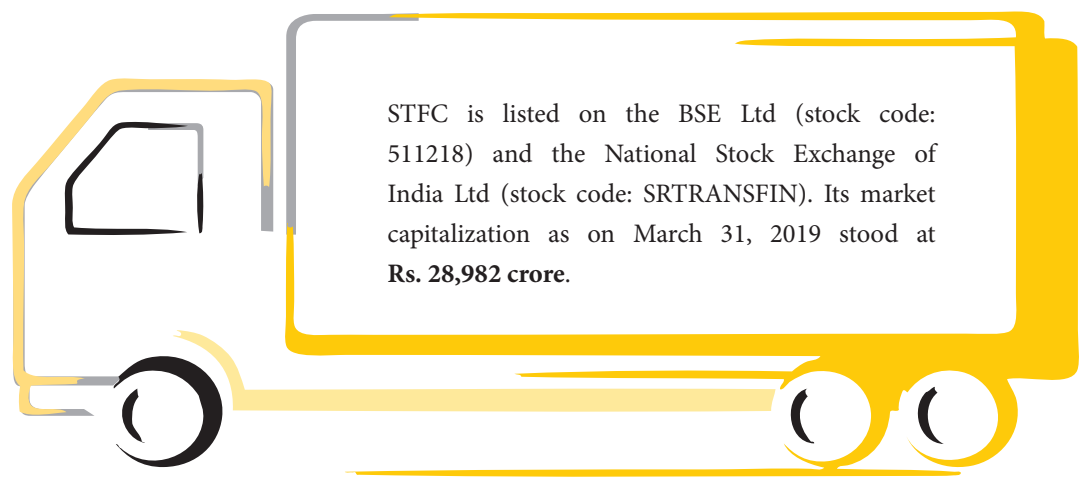 STFC is listed on the BSE Ltd (stock code:
511218) and the National Stock Exchange of
India Ltd (stock code: SRTRANSFIN). Its market
capitalization as on March 31, 2019 stood at
Rs. 28,982 crore.